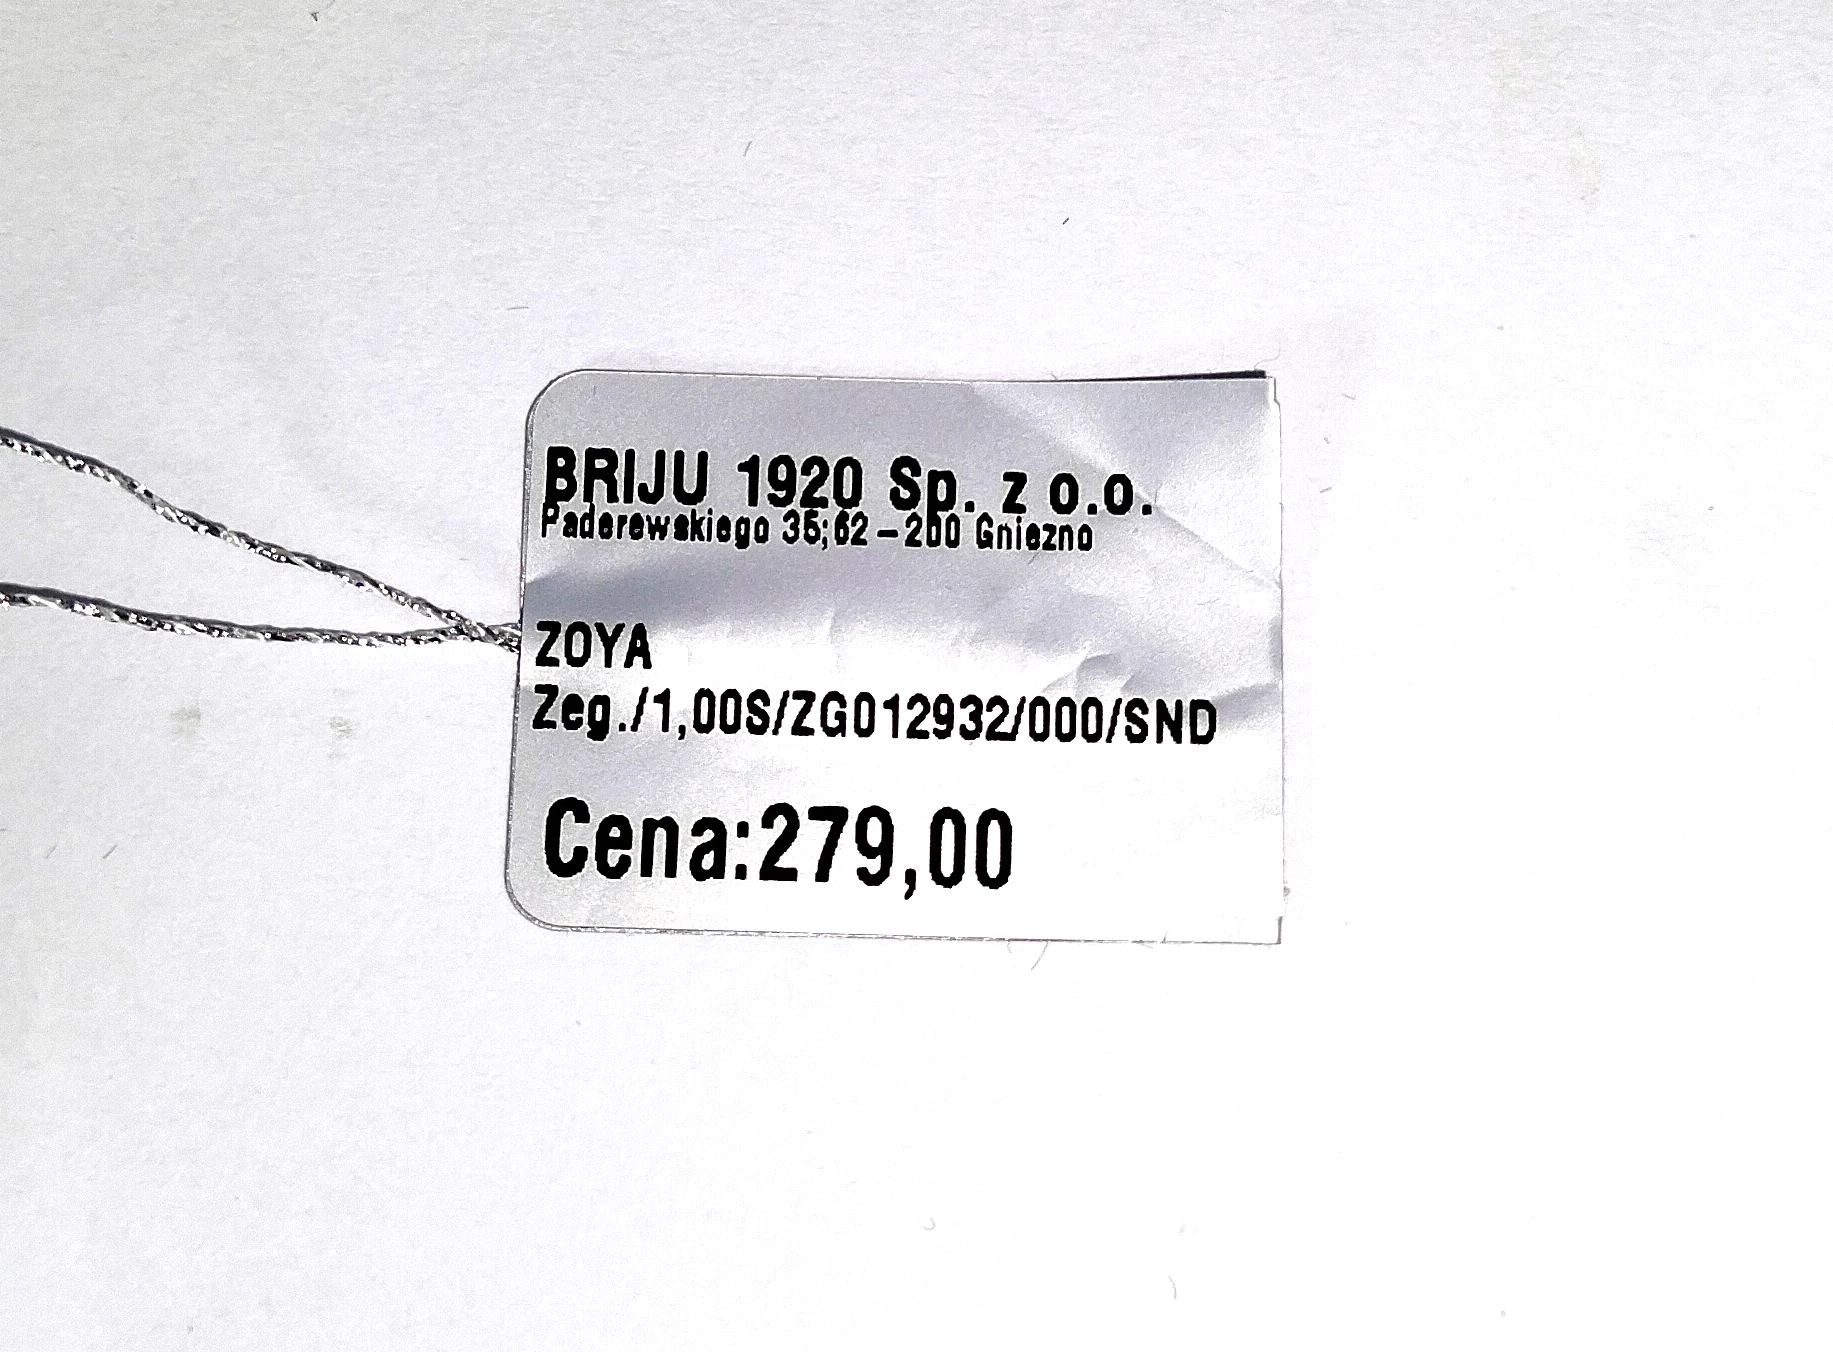 BRIJU 1920 Sp. z o.o.
Paderewskiego 35;62-200 Gniezno
ZOYA
Zeg./1,00S/ZG012932/000/SND
Cena:279,00